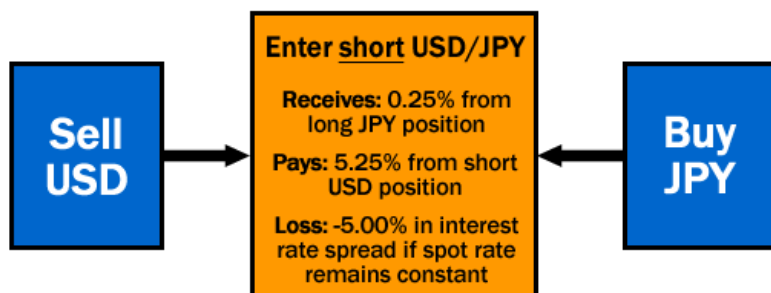 Sell
USD
Enter short USD/JPY
Receives: 0.25% from
long JPY position
Pays: 5.25% from short
USD position
Loss: -5.00% in interest
rate spread if spot rate
remains constant
Buy
JPY